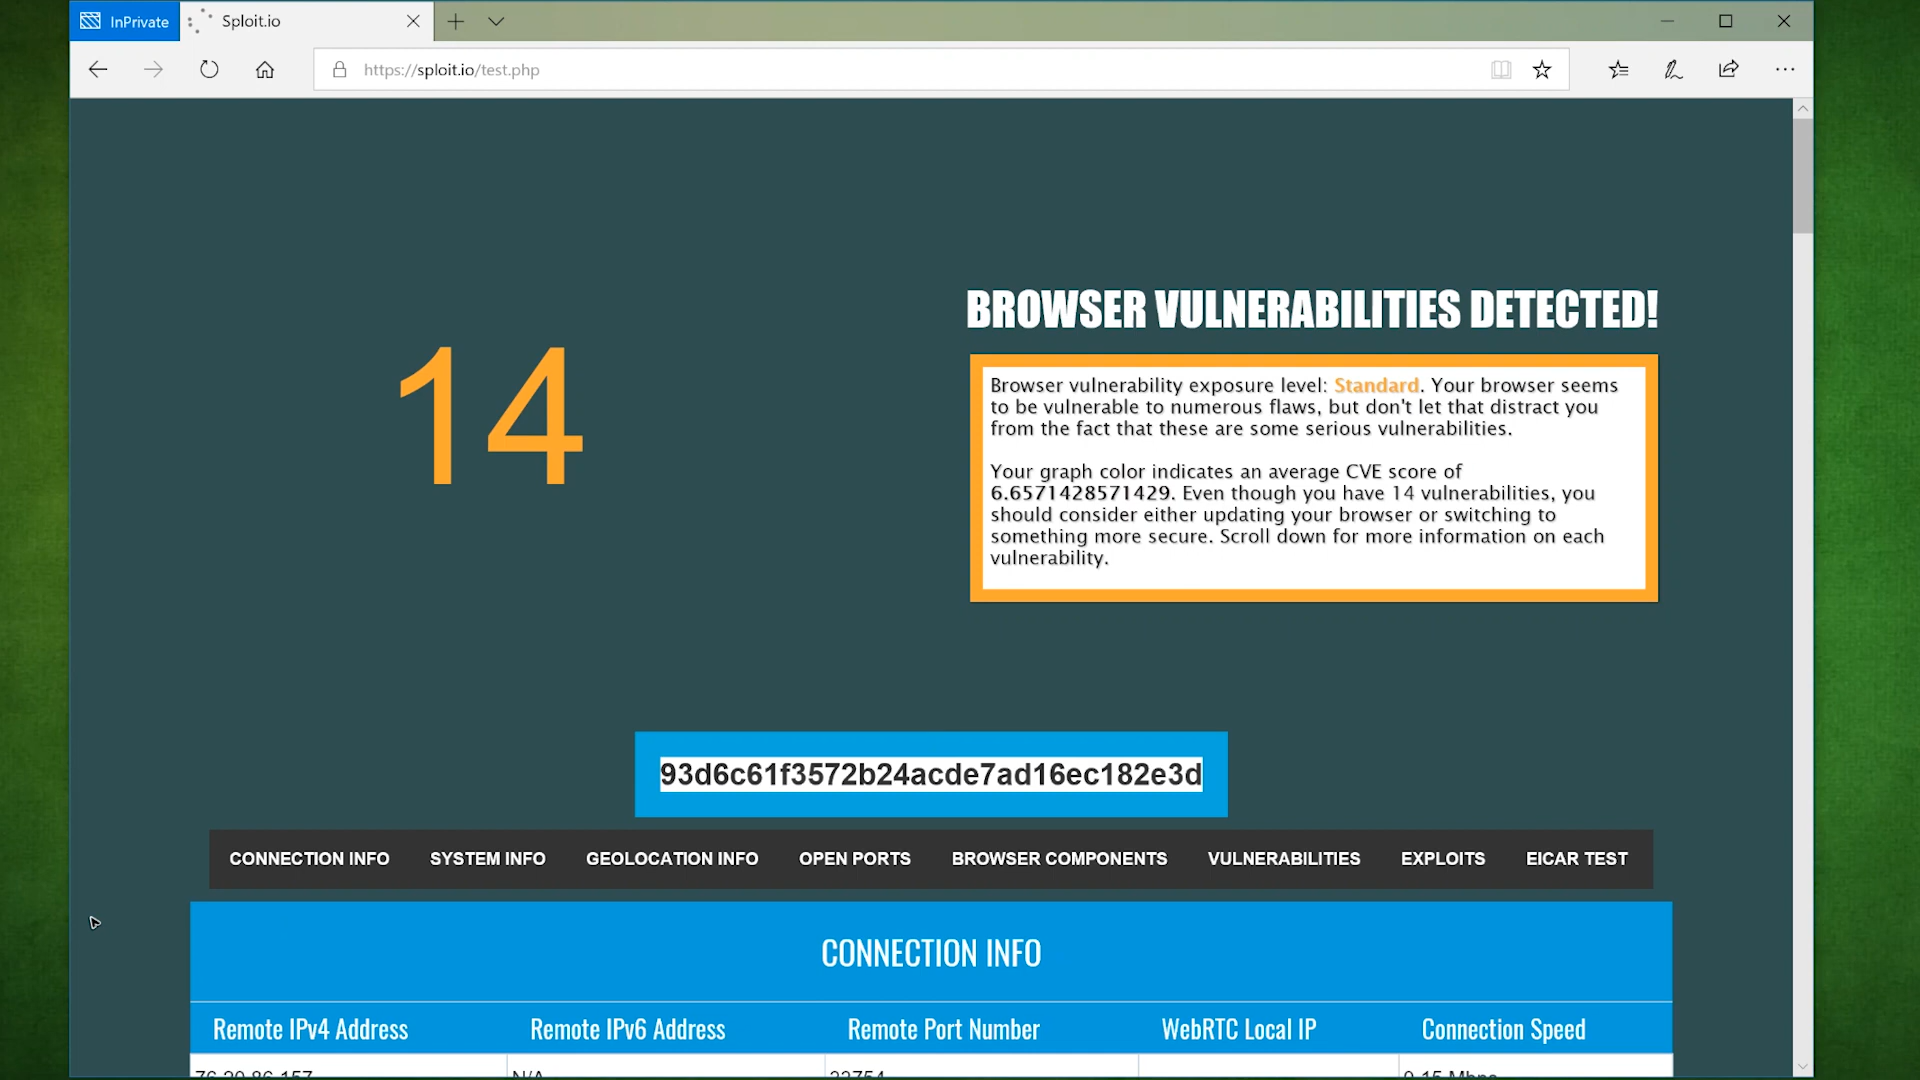 InPrivate
Sploit.io
https://sploit.io/test.php
BROWSER VULNERABILITIES DETECTED!
14
Browser vulnerability exposure level: Standard. Your browser seems
to be vulnerable to numerous flaws, but don't let that distract you
from the fact that these are some serious vulnerabilities.
Your graph color indicates an average CVE score of
6.6571428571429. Even though you have 14 vulnerabilities, you
should consider either updating your browser or switching to
something more secure. Scroll down for more information on each
vulnerability.
93d6c61f3572b24acde7ad16ec182e3d
CONNECTION INFO SYSTEM INFO GEOLOCATION INFO OPEN PORTS BROWSER COMPONENTS VULNERABILITIES EXPLOITS EICAR TEST
CONNECTION INFO
Remote IPv4 Address Remote IPv6 Address Remote Port Number WebRTC Local IP Connection Speed
N/A